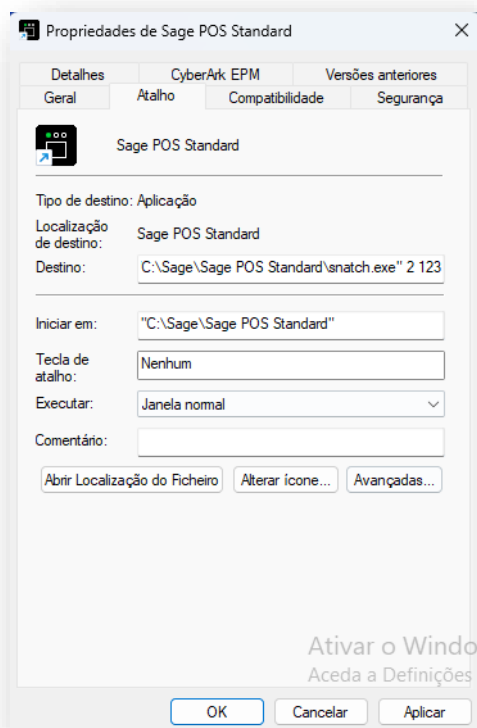 Propriedades de Sage POS Standard
Detalhes CyberArk EPM Versões anteriores
Geral Atalho Compatibilidade Segurança
Sage POS Standard
Tipo de destino: Aplicação
Localização de destino: Sage POS Standard
Destino: C:\Sage\Sage POS Standard\snatch.exe" 2 123
Iniciar em: "C:\Sage\Sage POS Standard"
Tecla de atalho: Nenhum
Executar: Janela normal
Comentário:
Abrir Localização do Ficheiro Alterar ícone... Avançadas...
Ativar o Windo
Aceda a Definições
OK Cancelar Aplicar